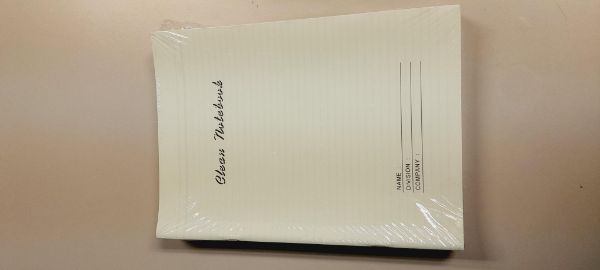 Clean Notebook
NAME :
DIVISION :
COMPANY :